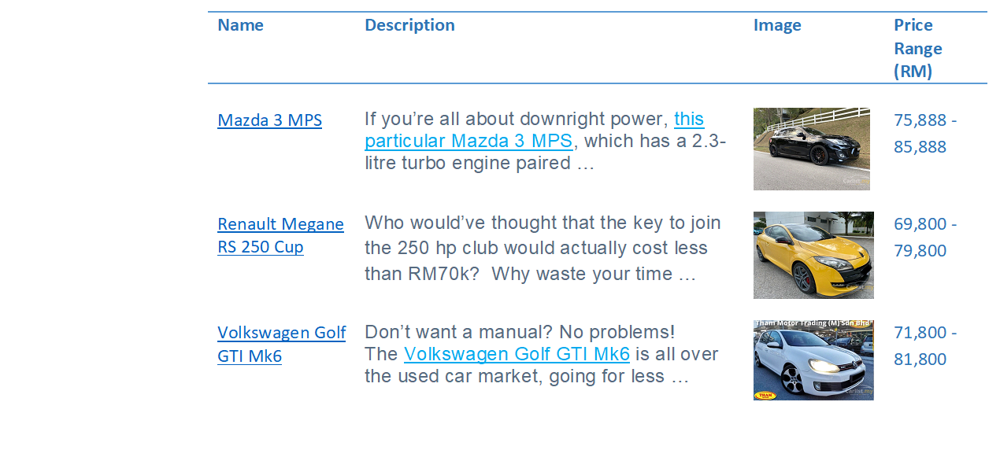 Name Description Image Price
Range
(RM)
Mazda 3 MPS If you’re all about downright power, this 75,888 -
particular Mazda 3 MPS, which has a 2.3- 85,888
litre turbo engine paired …
Carlist.my
Renault Megane Who would’ve thought that the key to join 69,800 -
RS 250 Cup the 250 hp club would actually cost less 79,800
than RM70k?  Why waste your time …
Carlist.my
Tham Motor Trading (M) Sdn Bhd
Volkswagen Golf Don’t want a manual? No problems! 71,800 -
GTI Mk6 The Volkswagen Golf GTI Mk6 is all over 81,800
the used car market, going for less …
Carlist.my
THAM